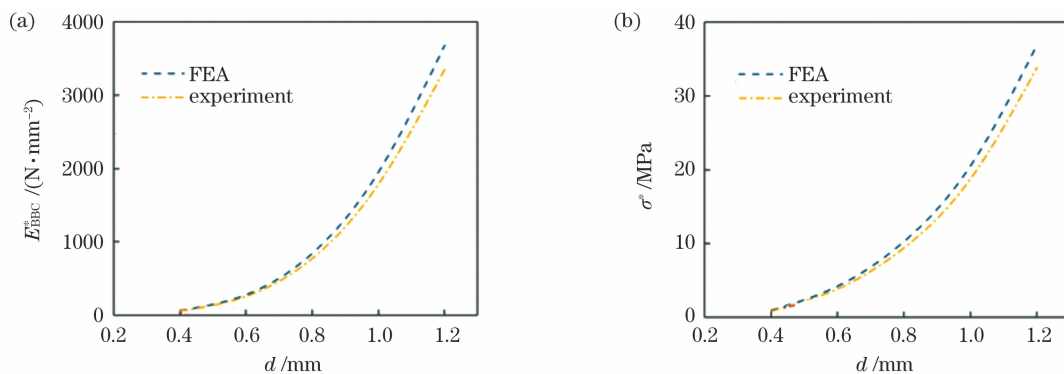 (a)
4000
3000
2000
1000
0
E*BBC /(N·mm⁻²)
FEA
experiment
0.2 0.4 0.6 0.8 1.0 1.2
d /mm
(b)
40
30
20
10
0
σ* /MPa
FEA
experiment
0.2 0.4 0.6 0.8 1.0 1.2
d /mm